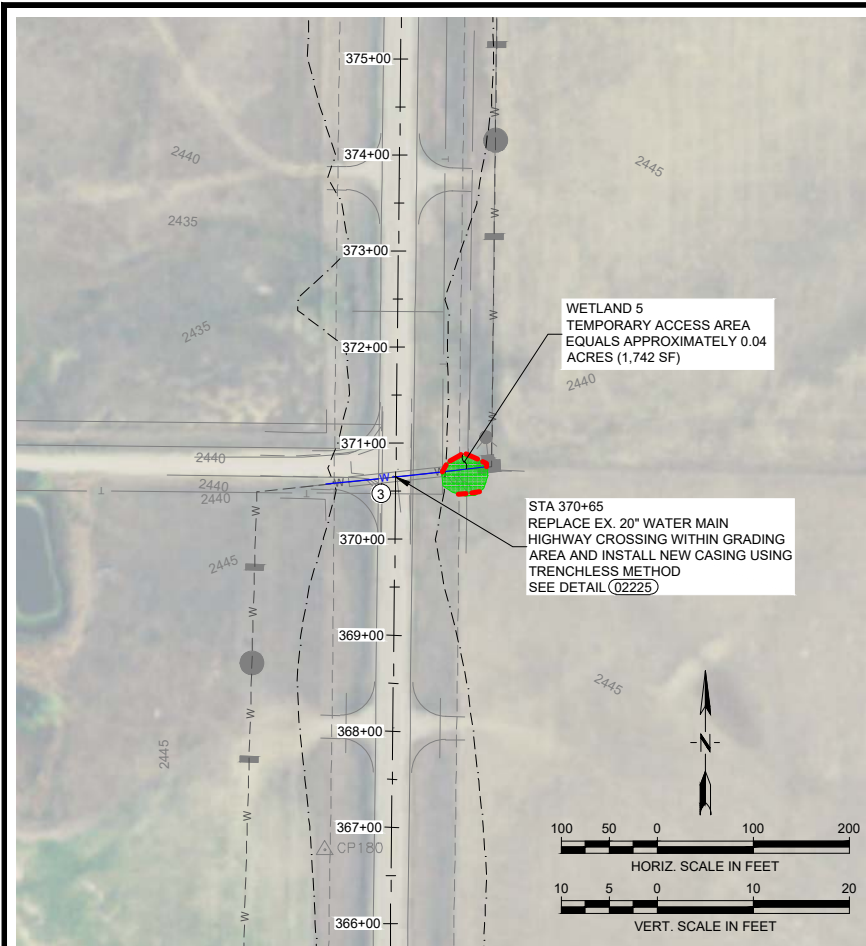 375+00
374+00
2440
2445
2435
373+00
WETLAND 5
TEMPORARY ACCESS AREA
EQUALS APPROXIMATELY 0.04
ACRES (1,742 SF)
2435
372+00
2440
371+00
2440
W
W
W
2440
3
2440
STA 370+65
REPLACE EX. 20" WATER MAIN
HIGHWAY CROSSING WITHIN GRADING
AREA AND INSTALL NEW CASING USING
TRENCHLESS METHOD
SEE DETAIL 02225
370+00
2445
W
W
W
W
W
W
W
W
369+00
2445
368+00
2445
N
367+00
CP180
100 50 0 100 200
HORIZ. SCALE IN FEET
10 5 0 10 20
VERT. SCALE IN FEET
366+00